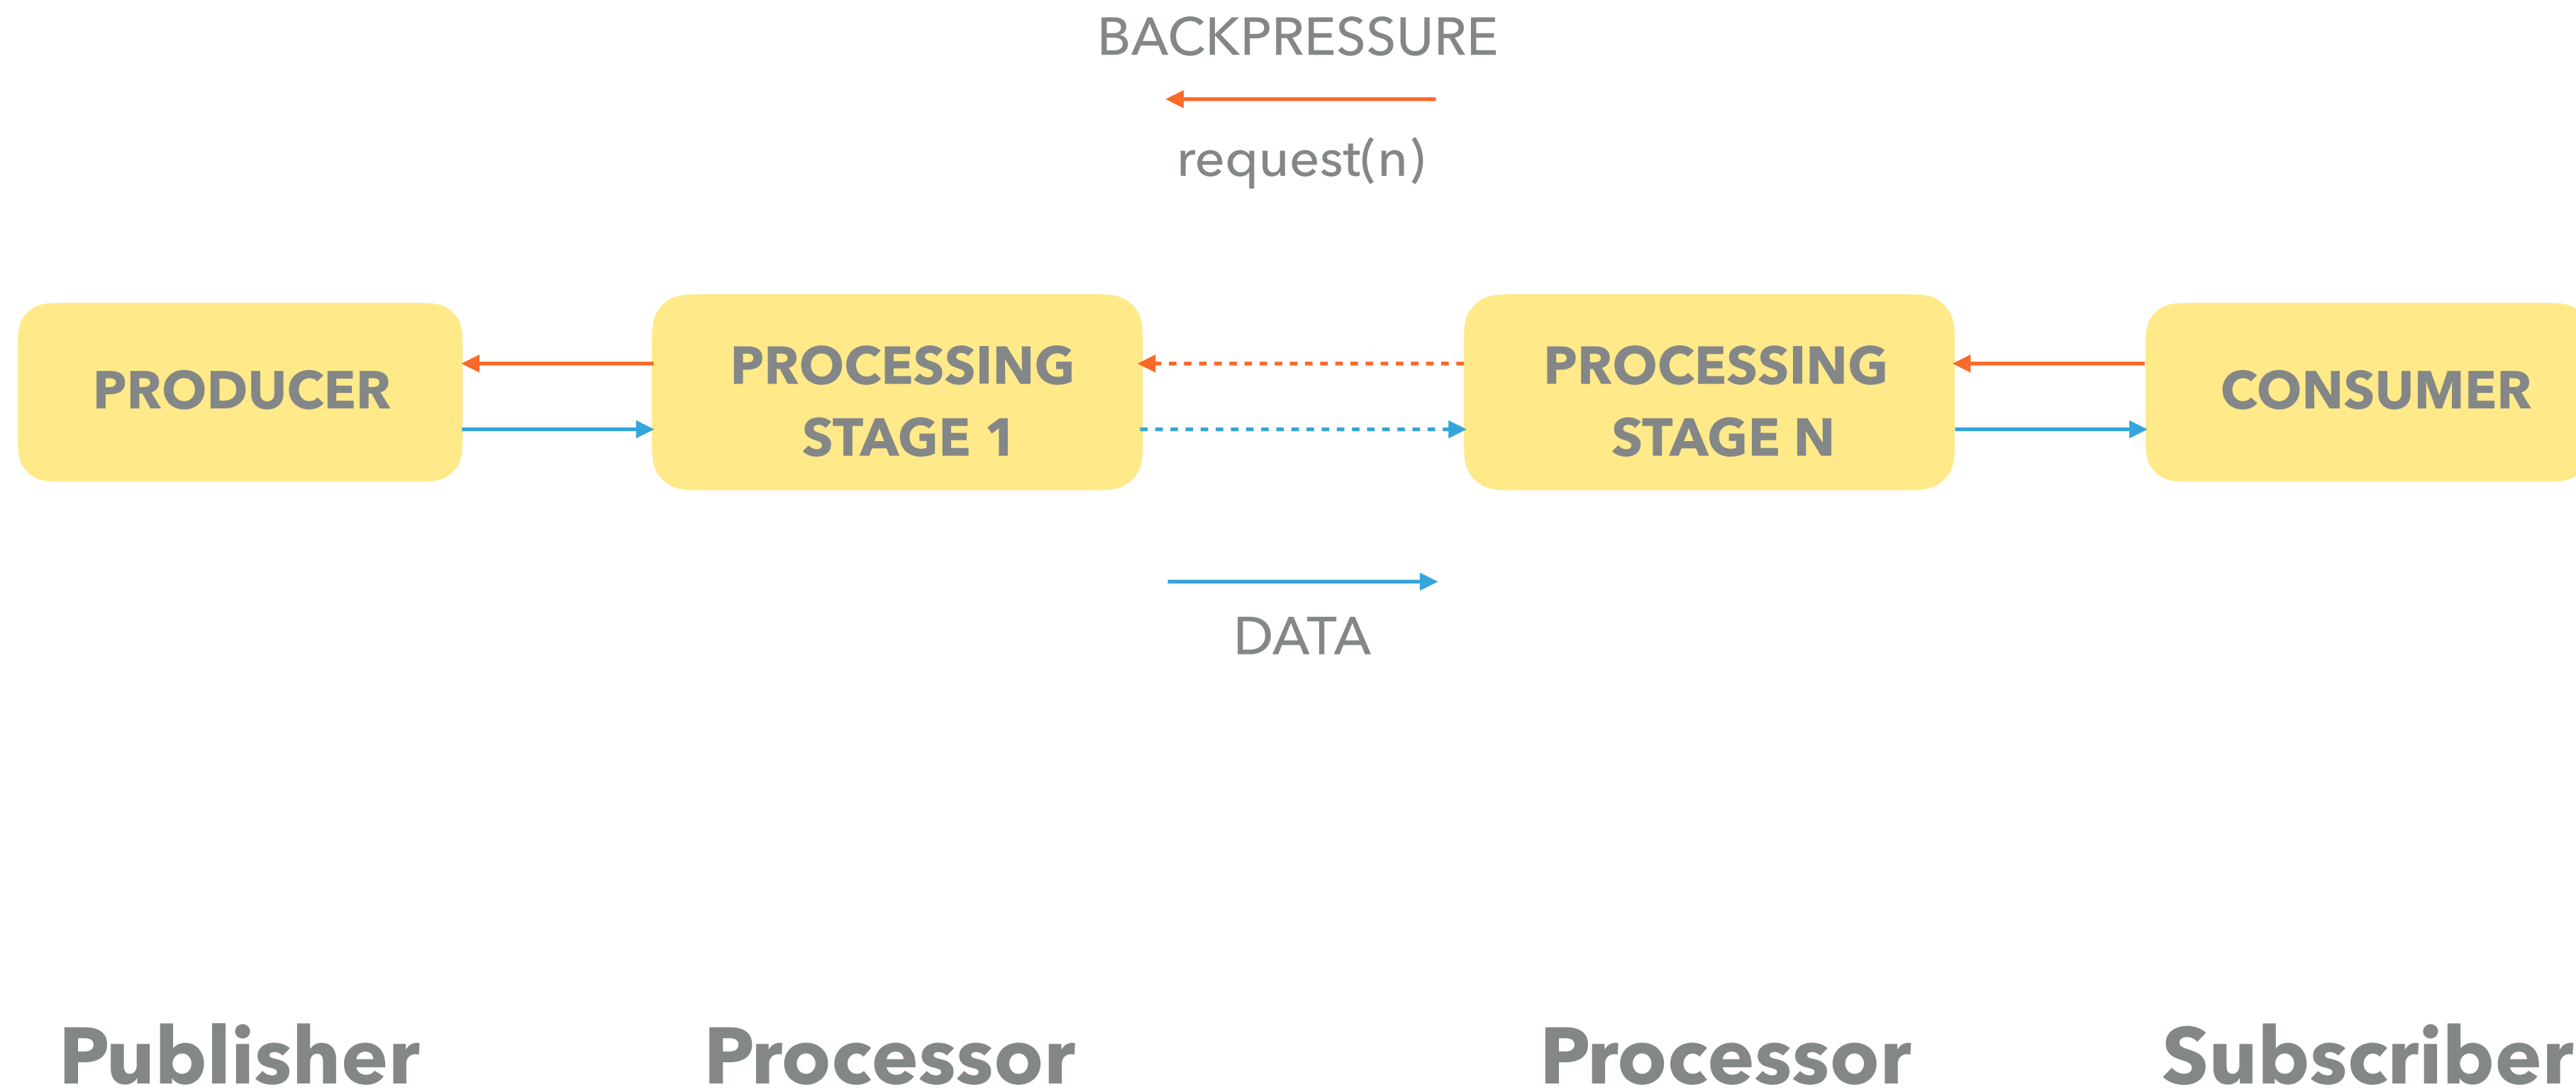 BACKPRESSURE
request(n)
PRODUCER
PROCESSING
STAGE 1
PROCESSING
STAGE N
CONSUMER
DATA
Publisher
Processor
Processor
Subscriber